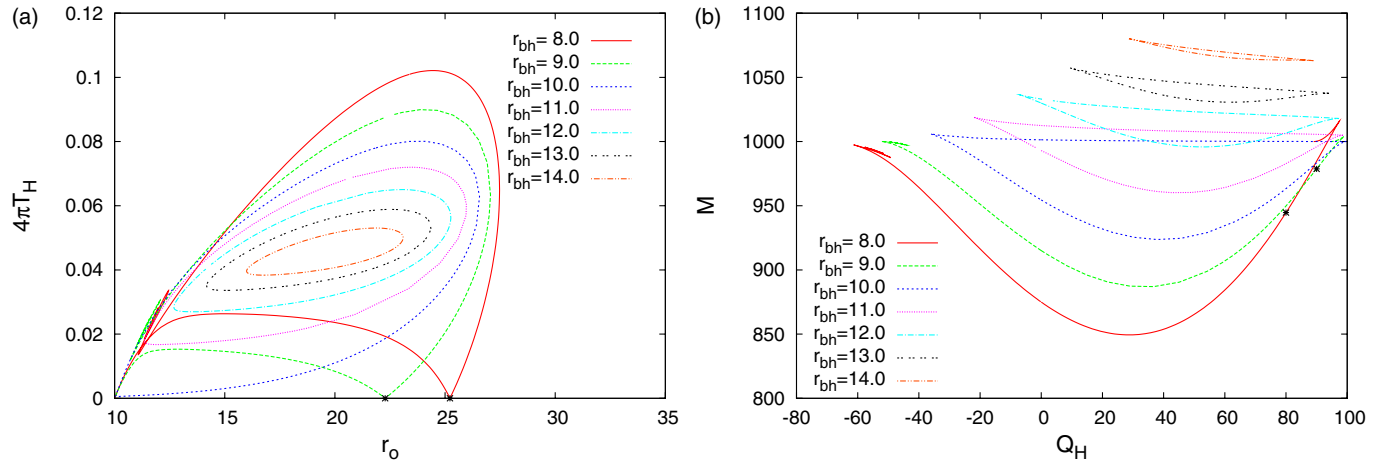 (a)
0.12
0.1
0.08
0.06
0.04
0.02
0
4πT_H
10 15 20 25 30 35
r_o
r_bh= 8.0
r_bh= 9.0
r_bh=10.0
r_bh=11.0
r_bh=12.0
r_bh=13.0
r_bh=14.0
(b)
1100
1050
1000
950
900
850
800
M
-80 -60 -40 -20 0 20 40 60 80 100
Q_H
r_bh= 8.0
r_bh= 9.0
r_bh=10.0
r_bh=11.0
r_bh=12.0
r_bh=13.0
r_bh=14.0